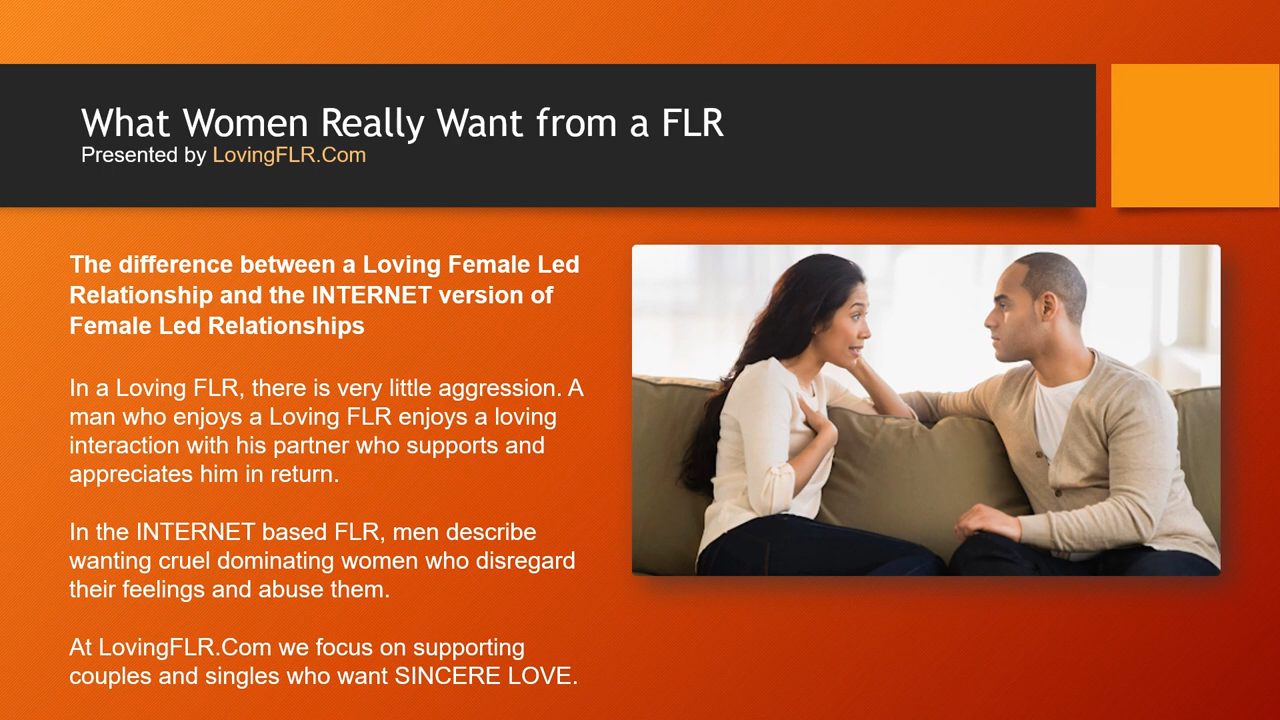 What Women Really Want from a FLR
Presented by LovingFLR.Com
The difference between a Loving Female Led
Relationship and the INTERNET version of
Female Led Relationships
In a Loving FLR, there is very little aggression. A
man who enjoys a Loving FLR enjoys a loving
interaction with his partner who supports and
appreciates him in return.
In the INTERNET based FLR, men describe
wanting cruel dominating women who disregard
their feelings and abuse them.
At LovingFLR.Com we focus on supporting
couples and singles who want SINCERE LOVE.